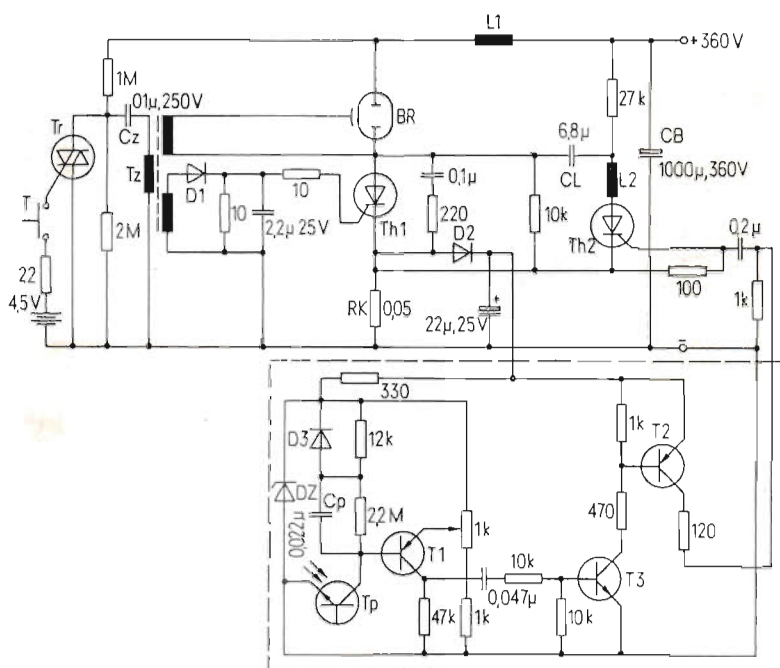 L1
+360V
1M
01µ,250V
BR
27k
Tr
Cz
6,8µ
CB
1000µ,360V
Tz
D1
10
0,1µ
CL
L2
T
10
2,2µ 25V
Th1
220
10k
Th2
0,2µ
2M
D2
22
4,5V
RK
0,05
22µ,25V
100
1k
-
330
D3
12k
1k
T2
DZ
Cp
2,2M
470
0,022µ
1k
120
T1
10k
T3
Tp
47k
0,047µ
1k
10k